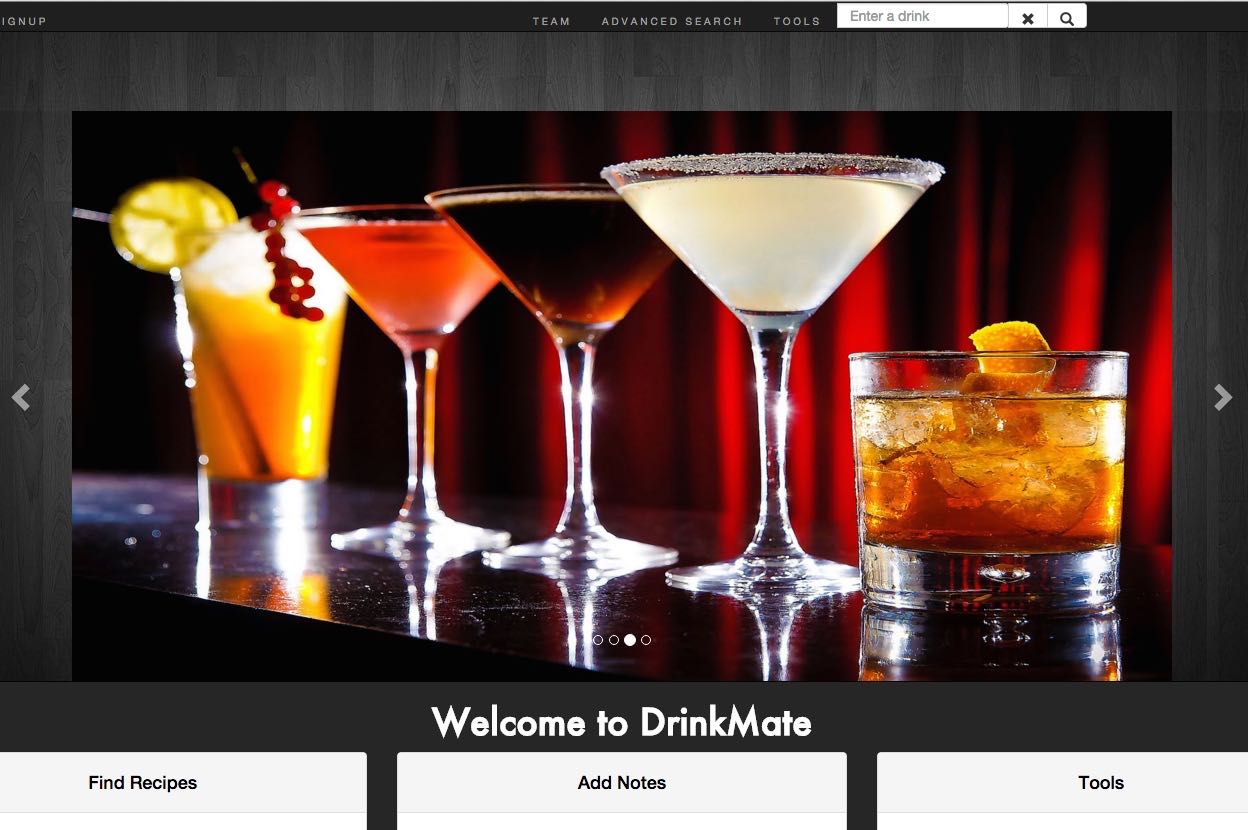 IGNUP
TEAM
ADVANCED SEARCH
TOOLS
Enter a drink
Welcome to DrinkMate
Find Recipes
Add Notes
Tools